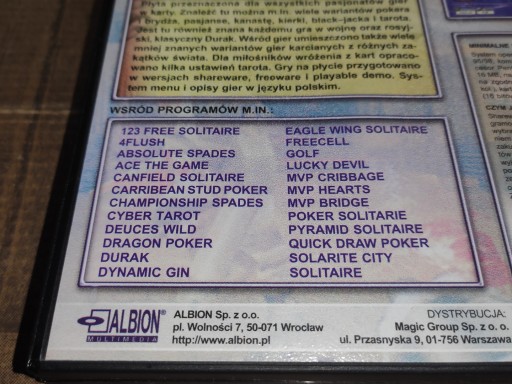 Płyta przeznaczona dla wszystkich pasjonatów gier
w karty. Znaleźć tu można m.in. wiele wariantów pokera
i brydża, pasjanse, kanastę, kierki, black-jacka i tarota.
Jest tu również znana każdemu gra w wojnę oraz rosyj-
ski, klasyczny Durak. Wśród gier umieszczono także wiele
mniej znanych wariantów gier karcianych z różnych za-
kątków świata. Dla miłośników wróżenia z kart opraco-
wano kilka ustawień tarota. Gry na płycie przygotowano
w wersjach shareware, freeware i playable demo. Sys-
tem menu i opisy gier w języku polskim.
WŚRÓD PROGRAMÓW M.IN.:
123 FREE SOLITAIRE
4FLUSH
ABSOLUTE SPADES
ACE THE GAME
CANFIELD SOLITAIRE
CARRIBEAN STUD POKER
CHAMPIONSHIP SPADES
CYBER TAROT
DEUCES WILD
DRAGON POKER
DURAK
DYNAMIC GIN
EAGLE WING SOLITAIRE
FREECELL
GOLF
LUCKY DEVIL
MVP CRIBBAGE
MVP HEARTS
MVP BRIDGE
POKER SOLITARIE
PYRAMID SOLITAIRE
QUICK DRAW POKER
SOLARITE CITY
SOLITAIRE
ALBION®
MULTIMEDIA
ALBION Sp. z o.o.
pl. Wolności 7, 50-071 Wrocław
http://www.albion.pl
DYSTRYBUCJA:
Magic Group Sp. z o.o.
ul. Przasnyska 9, 01-756 Warszawa
MINIMALNE